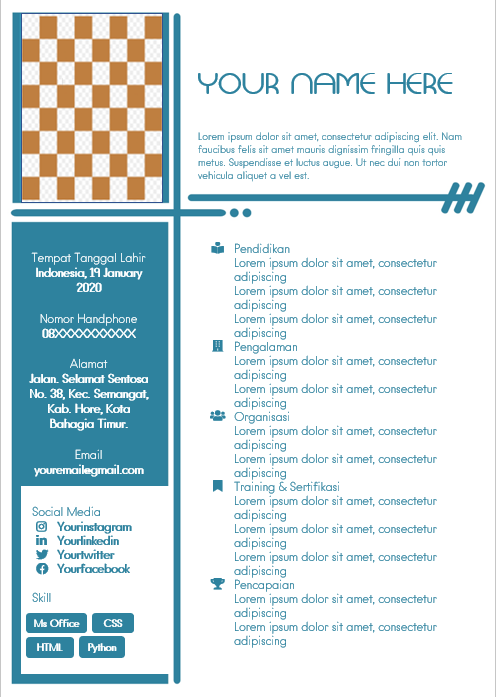 YOUR NAME HERE
Lorem ipsum dolor sit amet, consectetur adipiscing elit. Nam
faucibus felis sit amet mauris dignissim fringilla quis quis
metus. Suspendisse et luctus augue. Ut nec dui non tortor
vehicula aliquet a vel est.
Tempat Tanggal Lahir
Indonesia, 19 January
2020
Nomor Handphone
08XXXXXXXXXX
Alamat
Jalan. Selamat Sentosa
No. 38, Kec. Semangat,
Kab. Hore, Kota
Bahagia Timur.
Email
youremail@gmail.com
Social Media
Yourinstagram
Yourlinkedin
Yourtwitter
Yourfacebook
Skill
Ms Office
CSS
HTML
Python
Pendidikan
Lorem ipsum dolor sit amet, consectetur
adipiscing
Lorem ipsum dolor sit amet, consectetur
adipiscing
Lorem ipsum dolor sit amet, consectetur
adipiscing
Pengalaman
Lorem ipsum dolor sit amet, consectetur
adipiscing
Lorem ipsum dolor sit amet, consectetur
adipiscing
Organisasi
Lorem ipsum dolor sit amet, consectetur
adipiscing
Lorem ipsum dolor sit amet, consectetur
adipiscing
Training & Sertifikasi
Lorem ipsum dolor sit amet, consectetur
adipiscing
Lorem ipsum dolor sit amet, consectetur
adipiscing
Lorem ipsum dolor sit amet, consectetur
adipiscing
Pencapaian
Lorem ipsum dolor sit amet, consectetur
adipiscing
Lorem ipsum dolor sit amet, consectetur
adipiscing